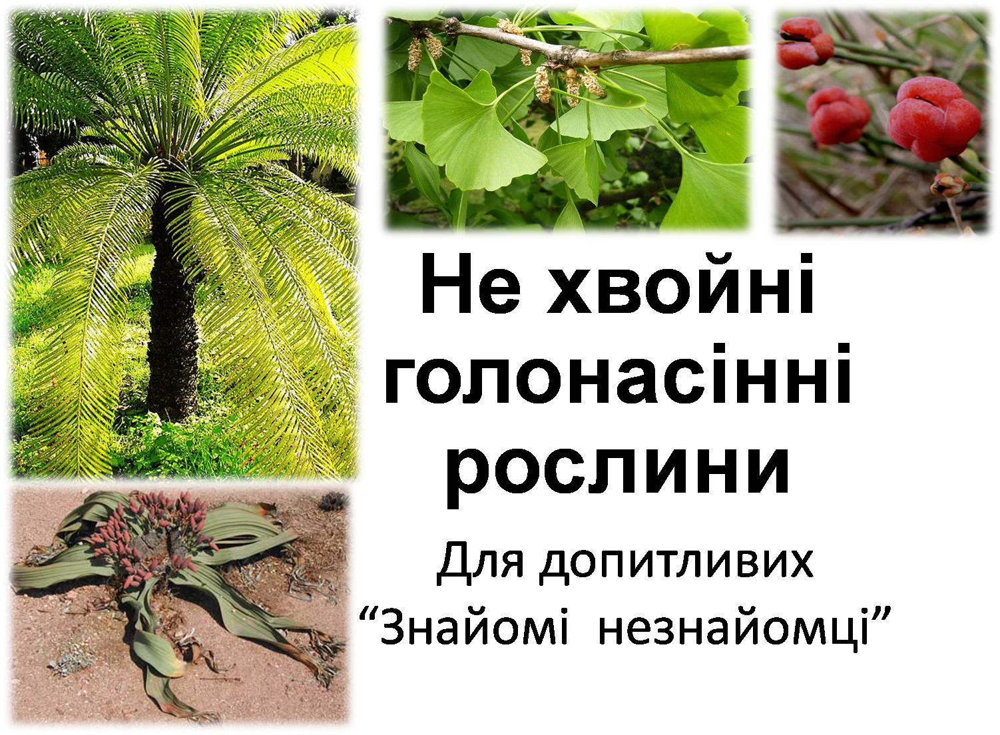 Не хвойні
голонасінні
рослини
Для допитливих
“Знайомі незнайомці”